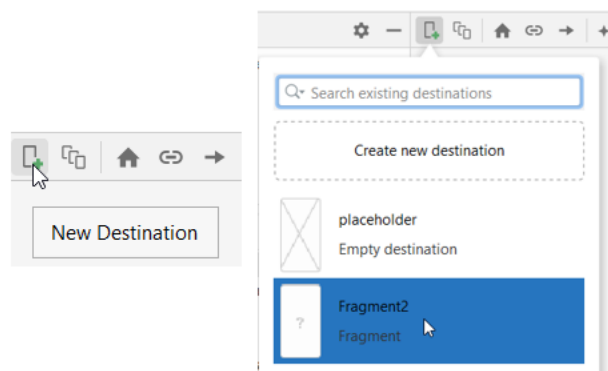 New Destination
Search existing destinations
Create new destination
placeholder
Empty destination
?
Fragment2
Fragment